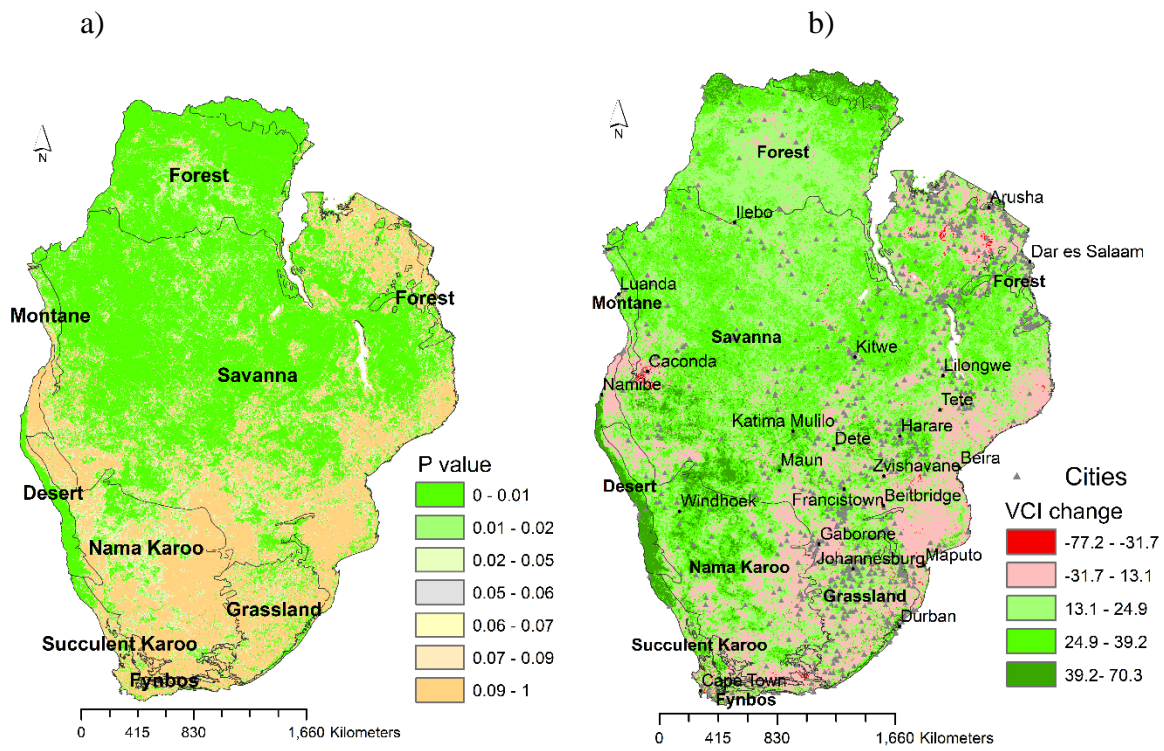 a)
b)
N
Forest
Forest
Montane
Savanna
Desert
Nama Karoo
Grassland
Succulent Karoo
Fynbos
P value
0 - 0.01
0.01 - 0.02
0.02 - 0.05
0.05 - 0.06
0.06 - 0.07
0.07 - 0.09
0.09 - 1
0 415 830 1,660 Kilometers
N
Forest
Ilebo
Arusha
Dar es Salaam
Forest
Luanda
Montane
Savanna
Kitwe
Caconda
Namibe
Lilongwe
Tete
Katima Mulilo
Harare
Dete
Maun
Zvishavane
Beira
Desert
Windhoek
Francistown
Beitbridge
Gaborone
Nama Karoo
Johannesburg
Maputo
Grassland
Durban
Succulent Karoo
Cape Town
Fynbos
Cities
VCI change
-77.2 - -31.7
-31.7 - 13.1
13.1 - 24.9
24.9 - 39.2
39.2- 70.3
0 415 830 1,660 Kilometers